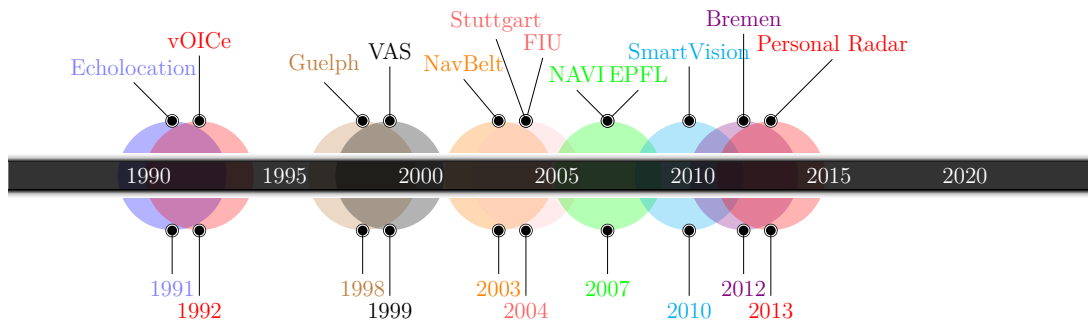 Bremen
Stuttgart
vOICe
FIU
Personal Radar
VAS
SmartVision
Guelph
NavBelt
Echolocation
NAVI EPFL
1990 1995 2000 2005 2010 2015 2020
1991 1998 2003 2007 2012
1992 1999 2004 2010 2013